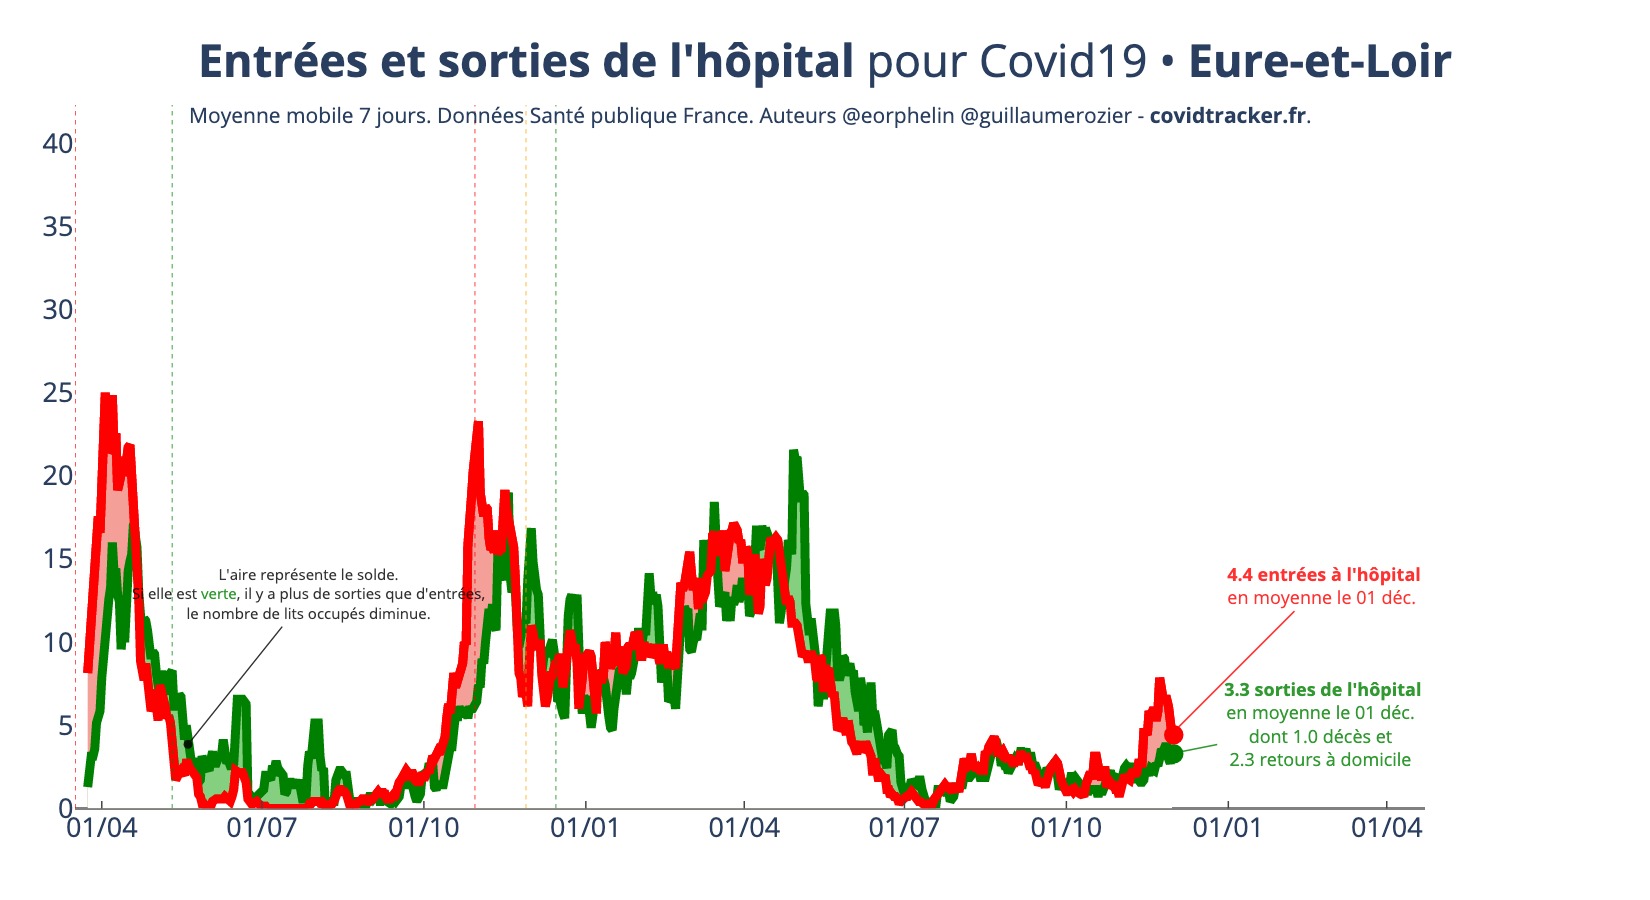 Entrées et sorties de l'hôpital pour Covid19 • Eure-et-Loir
Moyenne mobile 7 jours. Données Santé publique France. Auteurs @eorphelin @guillaumerozier - covidtracker.fr.
40
35
30
25
20
15
10
5
0
L'aire représente le solde.
Si elle est verte, il y a plus de sorties que d'entrées,
le nombre de lits occupés diminue.
4.4 entrées à l'hôpital
en moyenne le 01 déc.
3.3 sorties de l'hôpital
en moyenne le 01 déc.
dont 1.0 décès et
2.3 retours à domicile
01/04 01/07 01/10 01/01 01/04 01/07 01/10 01/01 01/04